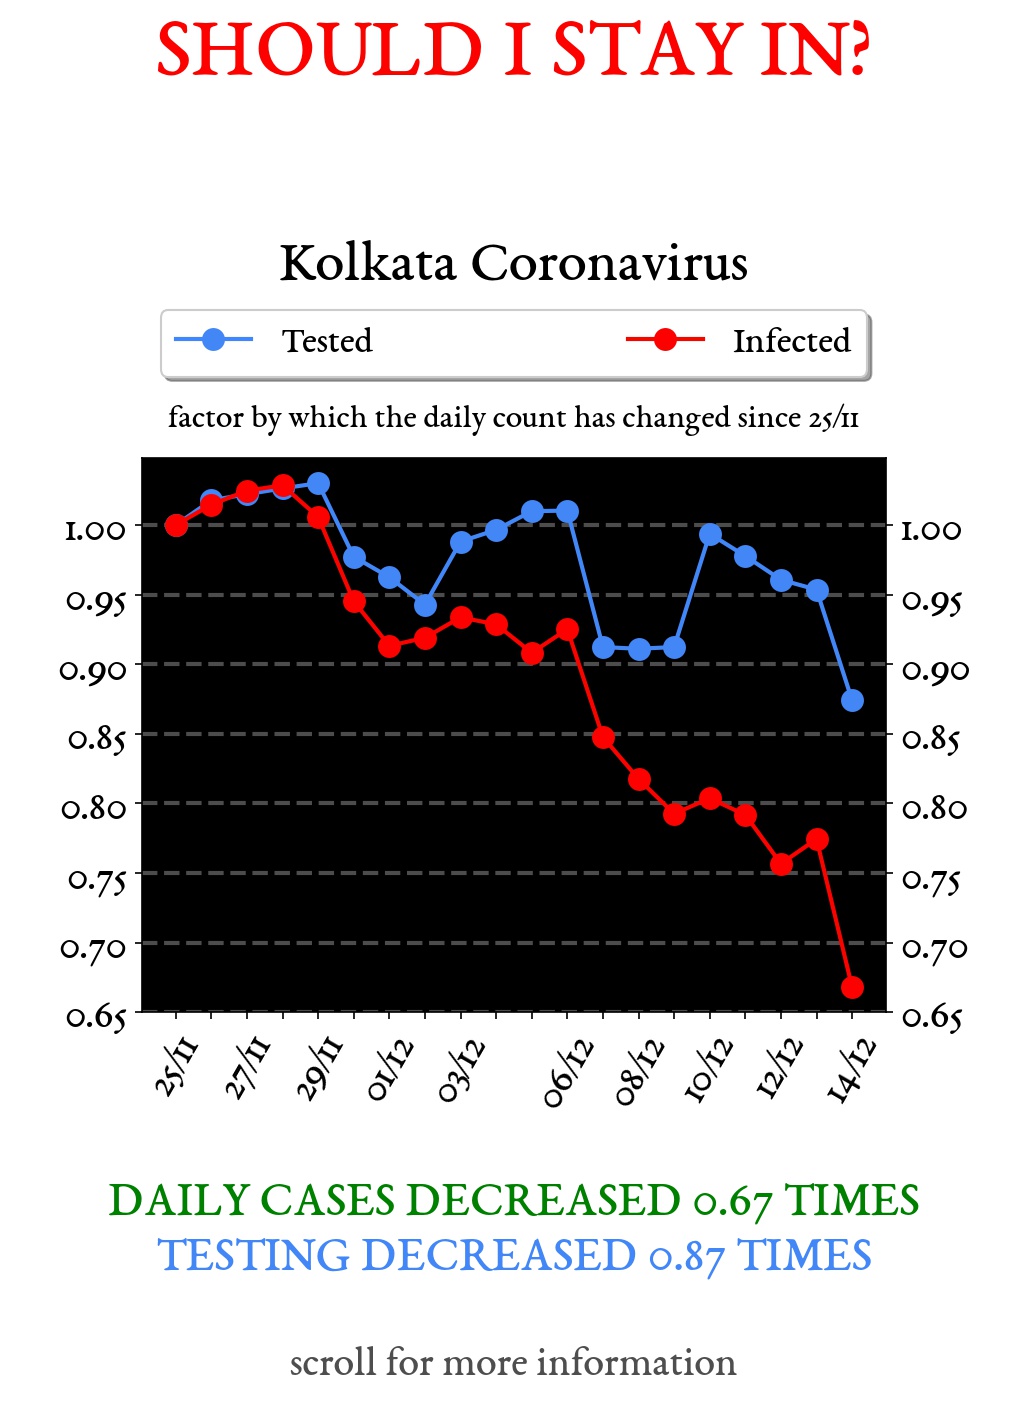 SHOULD I STAY IN?
Kolkata Coronavirus
Tested Infected
factor by which the daily count has changed since 25/11
1.00 1.00
0.95 0.95
0.90 0.90
0.85 0.85
0.80 0.80
0.75 0.75
0.70 0.70
0.65 0.65
25/11 27/11 29/11 01/12 03/12 06/12 08/12 10/12 12/12 14/12
DAILY CASES DECREASED 0.67 TIMES
TESTING DECREASED 0.87 TIMES
scroll for more information